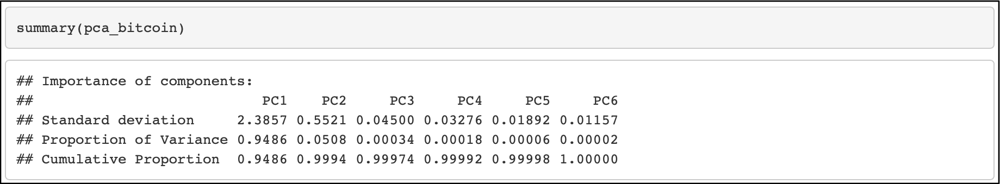 summary(pca_bitcoin)
## Importance of components:
##                           PC1    PC2     PC3     PC4     PC5     PC6
## Standard deviation     2.3857 0.5521 0.04500 0.03276 0.01892 0.01157
## Proportion of Variance 0.9486 0.0508 0.00034 0.00018 0.00006 0.00002
## Cumulative Proportion  0.9486 0.9994 0.99974 0.99992 0.99998 1.00000